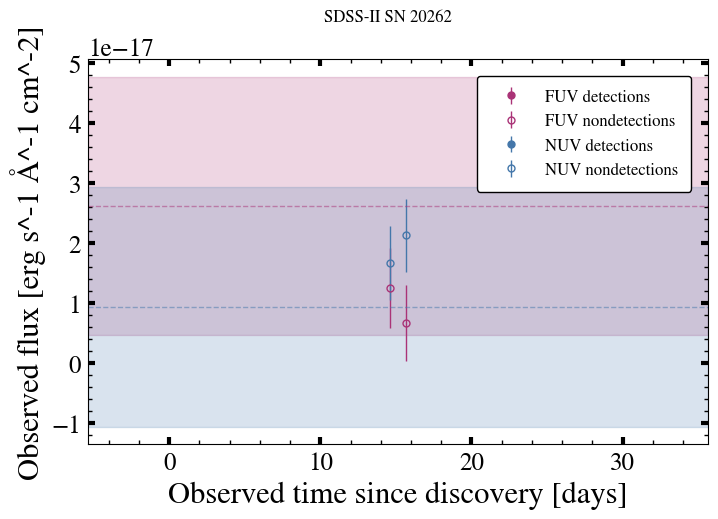 SDSS-II SN 20262
1e−17
5
4
3
2
1
0
−1
FUV detections
FUV nondetections
NUV detections
NUV nondetections
0 10 20 30
Observed time since discovery [days]
Observed flux [erg s^-1 Å^-1 cm^-2]